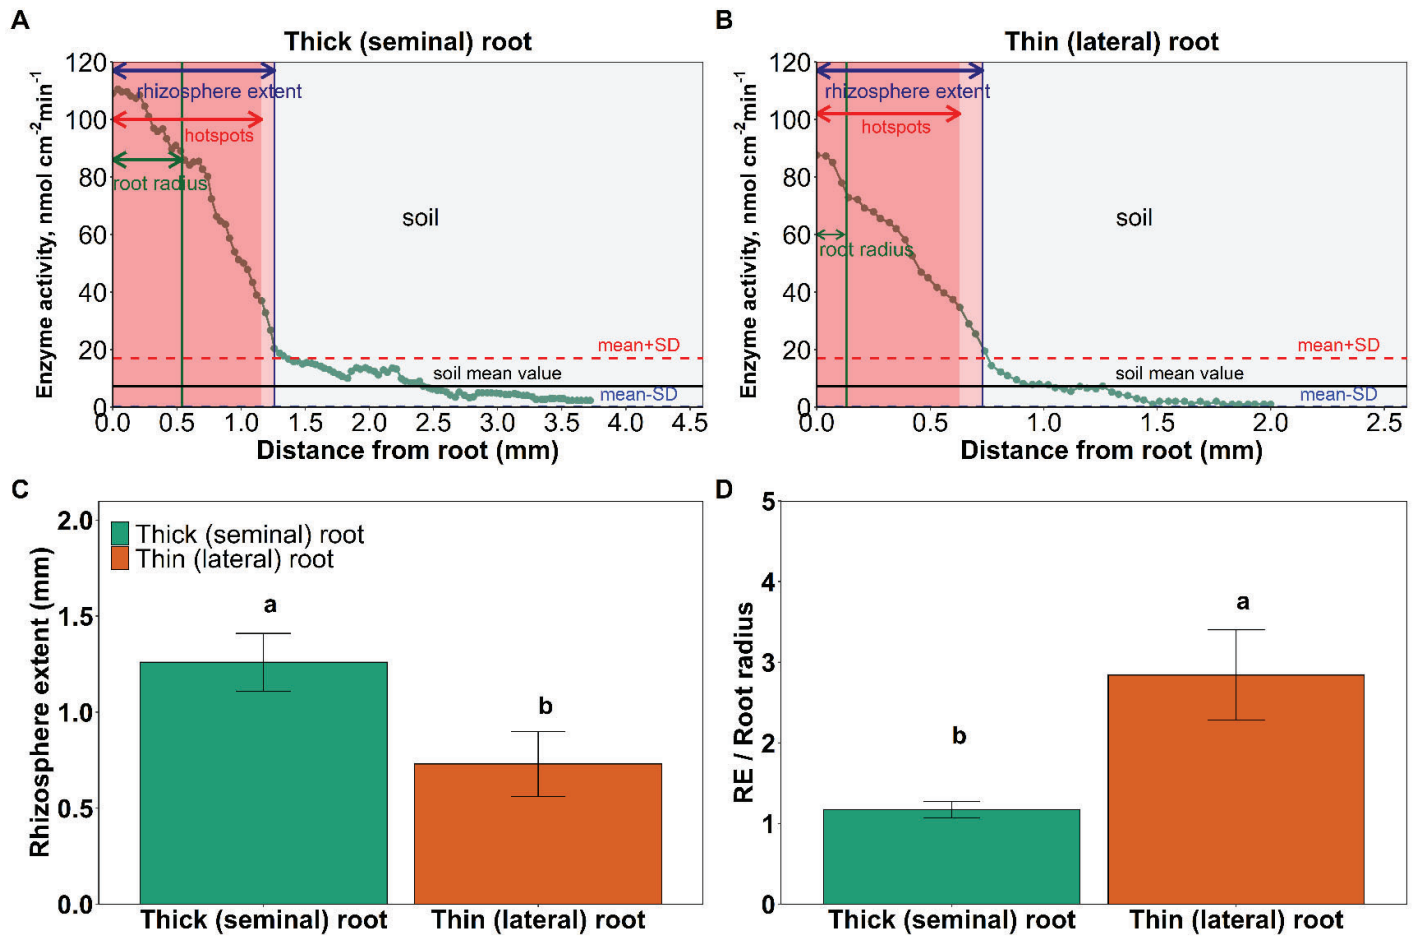 A
Thick (seminal) root
Enzyme activity, nmol cm⁻²min⁻¹
120
100
80
60
40
20
0
rhizosphere extent
hotspots
root radius
soil
mean+SD
soil mean value
mean-SD
0.0 0.5 1.0 1.5 2.0 2.5 3.0 3.5 4.0 4.5
Distance from root (mm)
B
Thin (lateral) root
Enzyme activity, nmol cm⁻²min⁻¹
120
100
80
60
40
20
0
rhizosphere extent
hotspots
root radius
soil
mean+SD
soil mean value
mean-SD
0.0 0.5 1.0 1.5 2.0 2.5
Distance from root (mm)
C
Rhizosphere extent (mm)
2.0
1.5
1.0
0.5
0.0
Thick (seminal) root
Thin (lateral) root
a
b
Thick (seminal) root Thin (lateral) root
D
RE / Root radius
5
4
3
2
1
0
b
a
Thick (seminal) root Thin (lateral) root